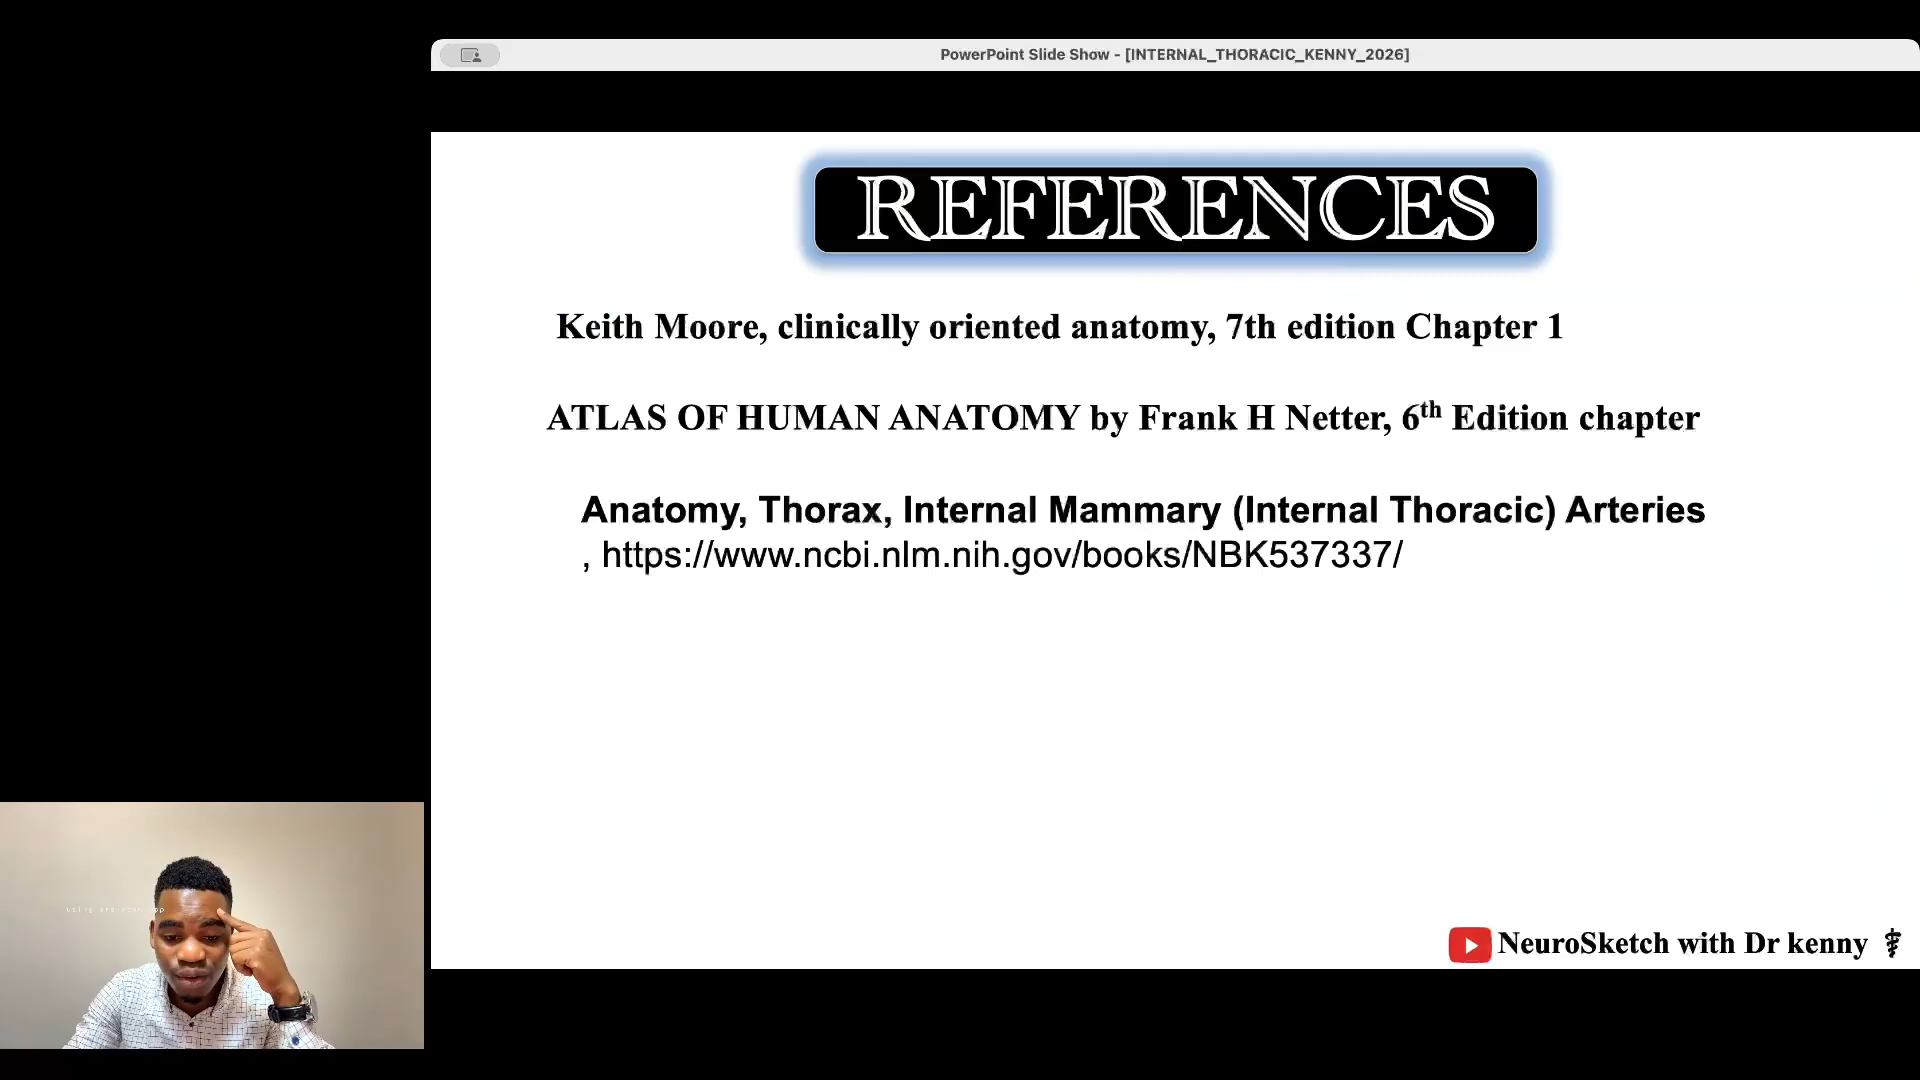 PowerPoint Slide Show - [INTERNAL_THORACIC_KENNY_2026]
REFERENCES
Keith Moore, clinically oriented anatomy, 7th edition Chapter 1
ATLAS OF HUMAN ANATOMY by Frank H Netter, 6th Edition chapter
Anatomy, Thorax, Internal Mammary (Internal Thoracic) Arteries
, https://www.ncbi.nlm.nih.gov/books/NBK537337/
NeuroSketch with Dr kenny